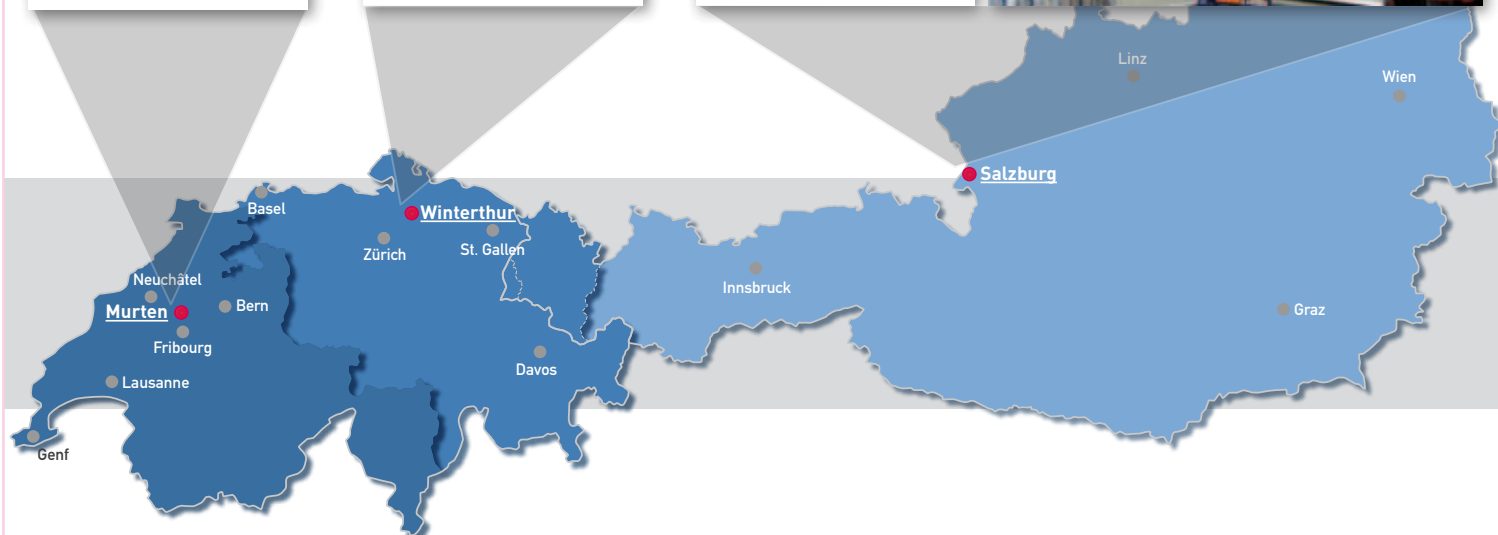 Linz
Wien
Salzburg
Basel
Winterthur
Zürich
St. Gallen
Neuchâtel
Innsbruck
Murten
Bern
Graz
Fribourg
Davos
Lausanne
Genf